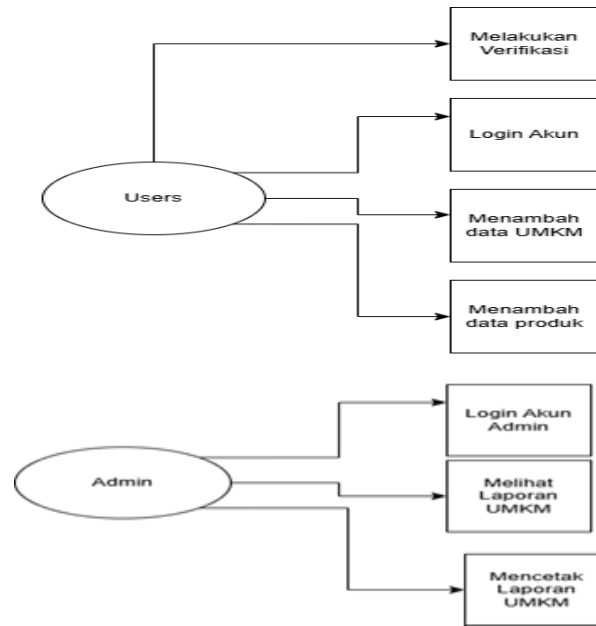 Melakukan
Verifikasi
Login Akun
Users
Menambah
data UMKM
Menambah
data produk
Login Akun
Admin
Admin
Melihat
Laporan
UMKM
Mencetak
Laporan
UMKM